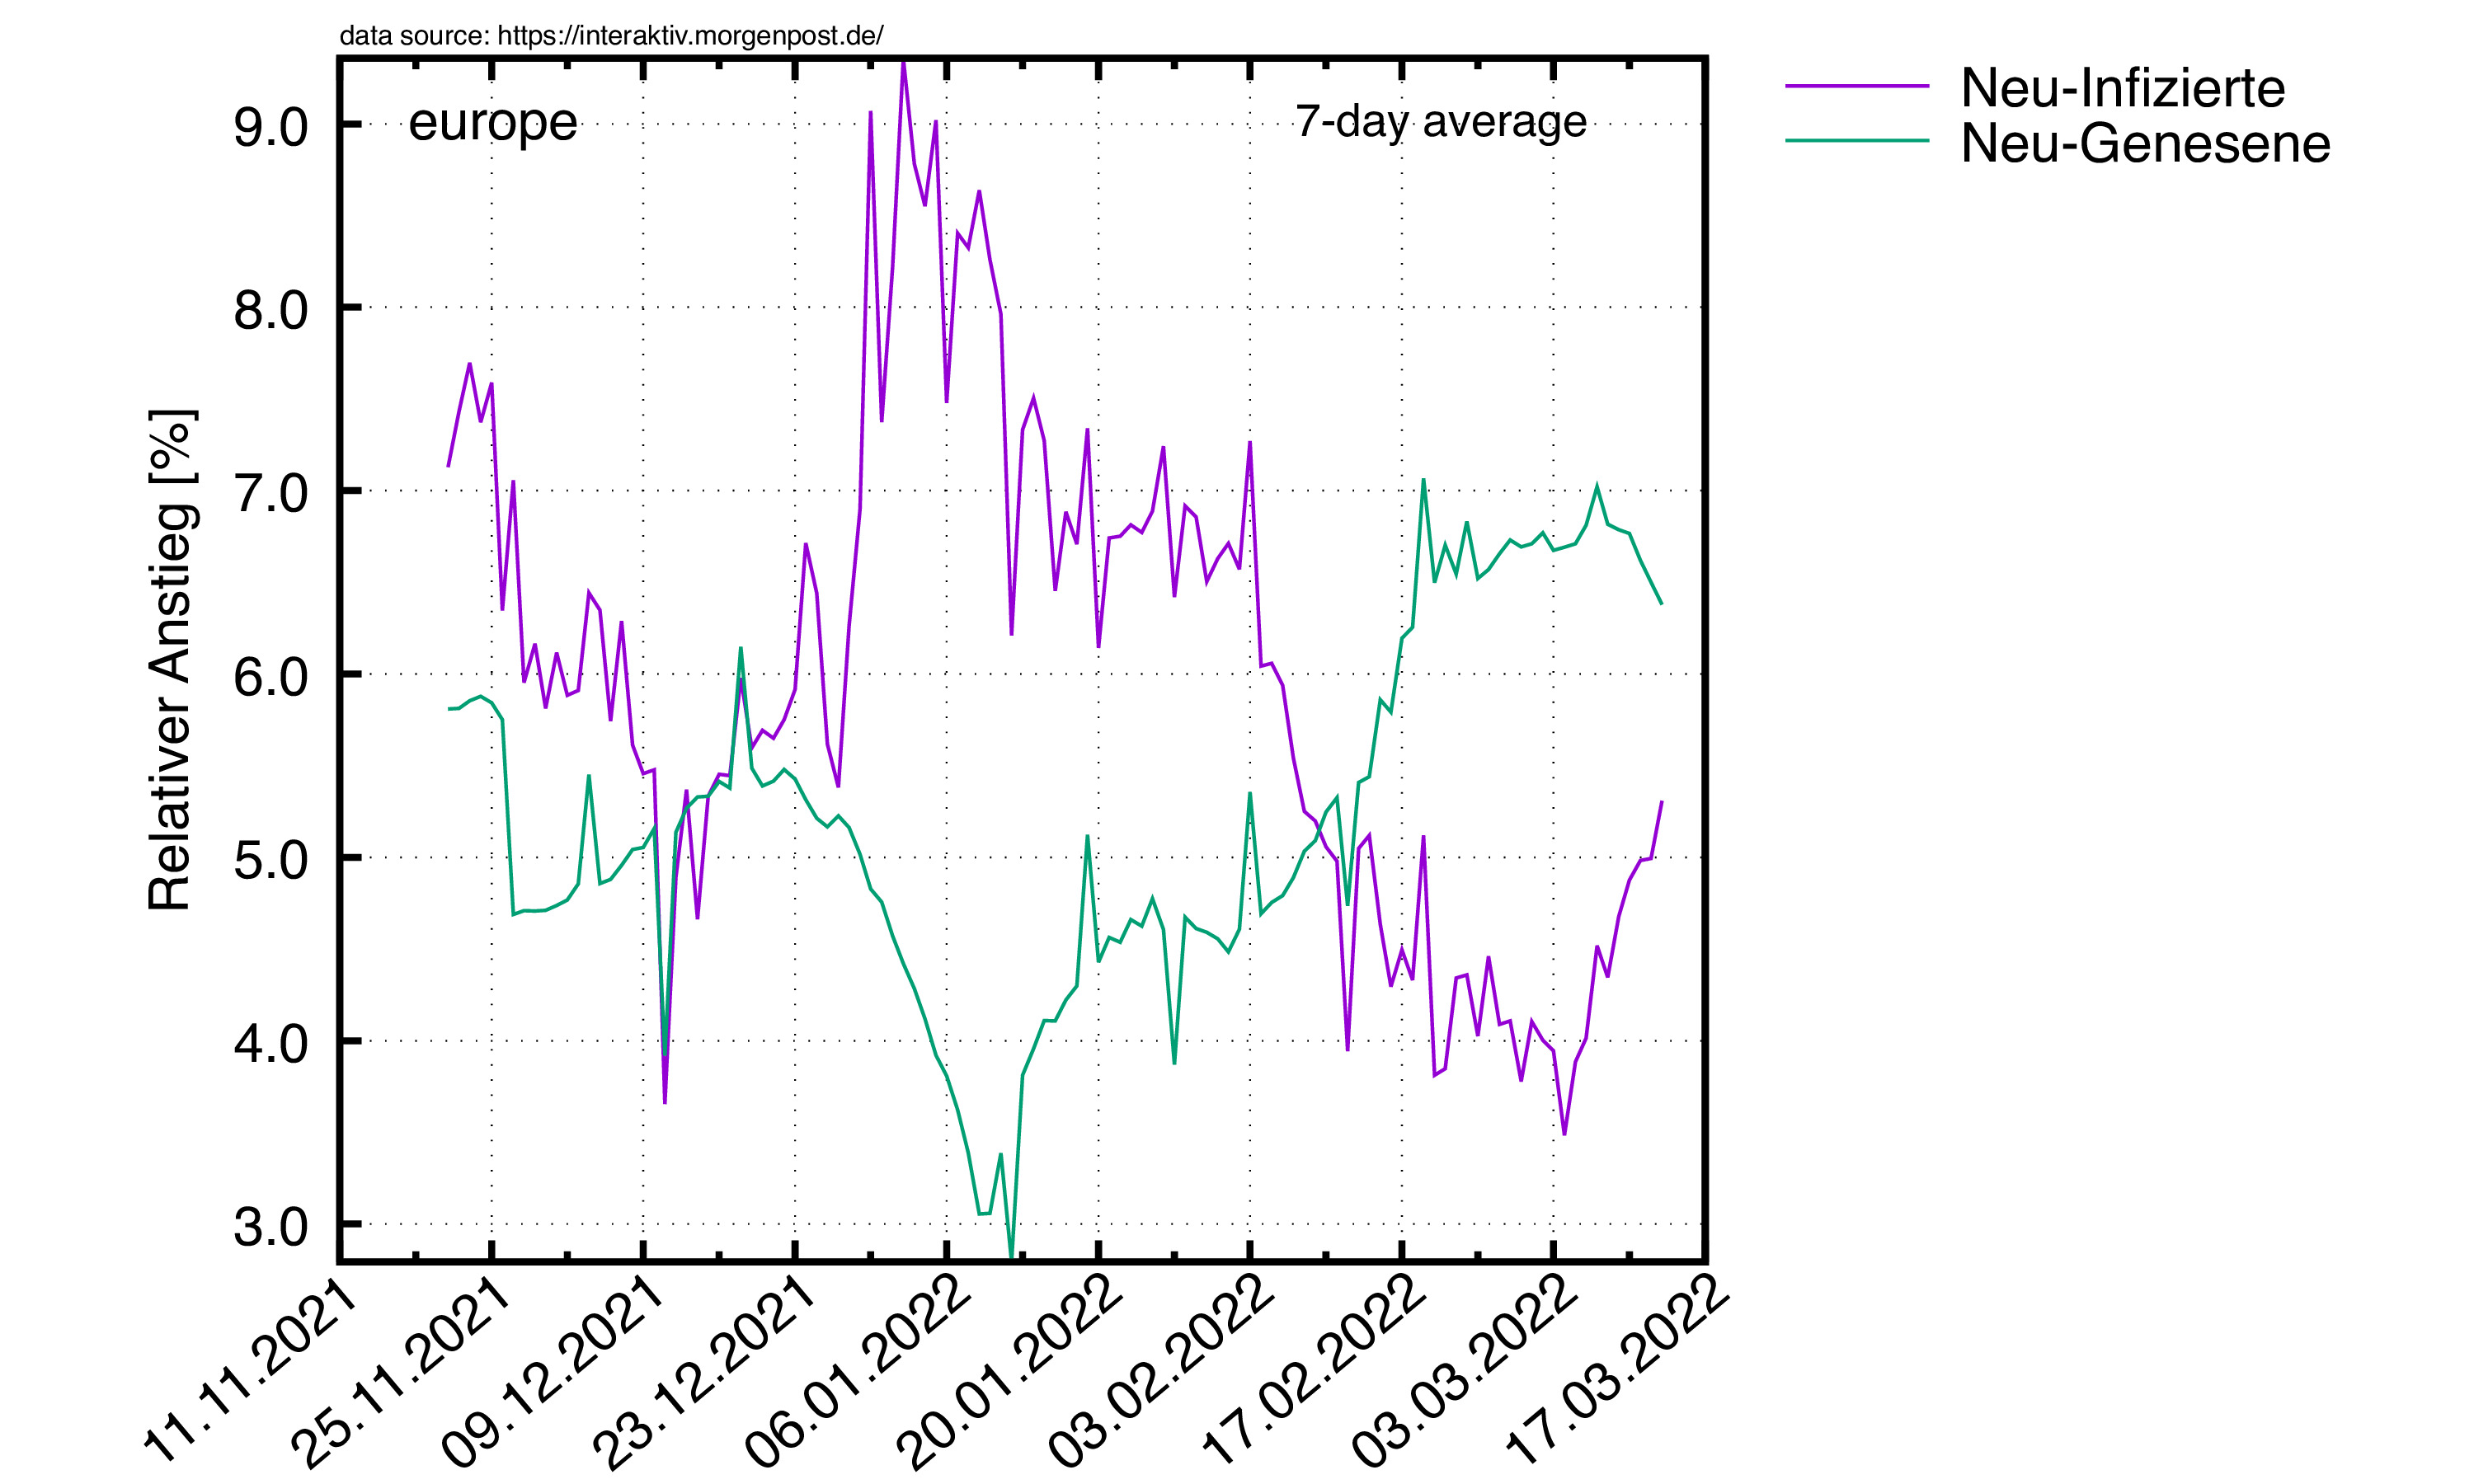 data source: https://interaktiv.morgenpost.de/
europe
7-day average
Neu-Infizierte
Neu-Genesene
Relativer Anstieg [%]
9.0
8.0
7.0
6.0
5.0
4.0
3.0
11.11.2021
25.11.2021
09.12.2021
23.12.2021
06.01.2022
20.01.2022
03.02.2022
17.02.2022
03.03.2022
17.03.2022